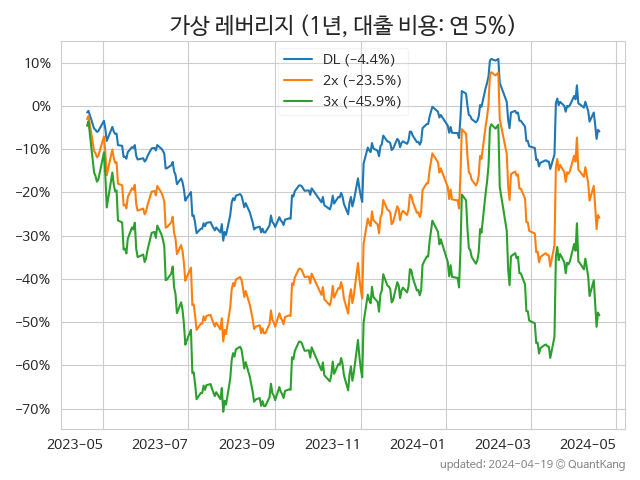 가상 레버리지 (1년, 대출 비용: 연 5%)
DL (-4.4%)
2x (-23.5%)
3x (-45.9%)
10%
0%
-10%
-20%
-30%
-40%
-50%
-60%
-70%
2023-05 2023-07 2023-09 2023-11 2024-01 2024-03 2024-05
updated: 2024-04-19 © QuantKang